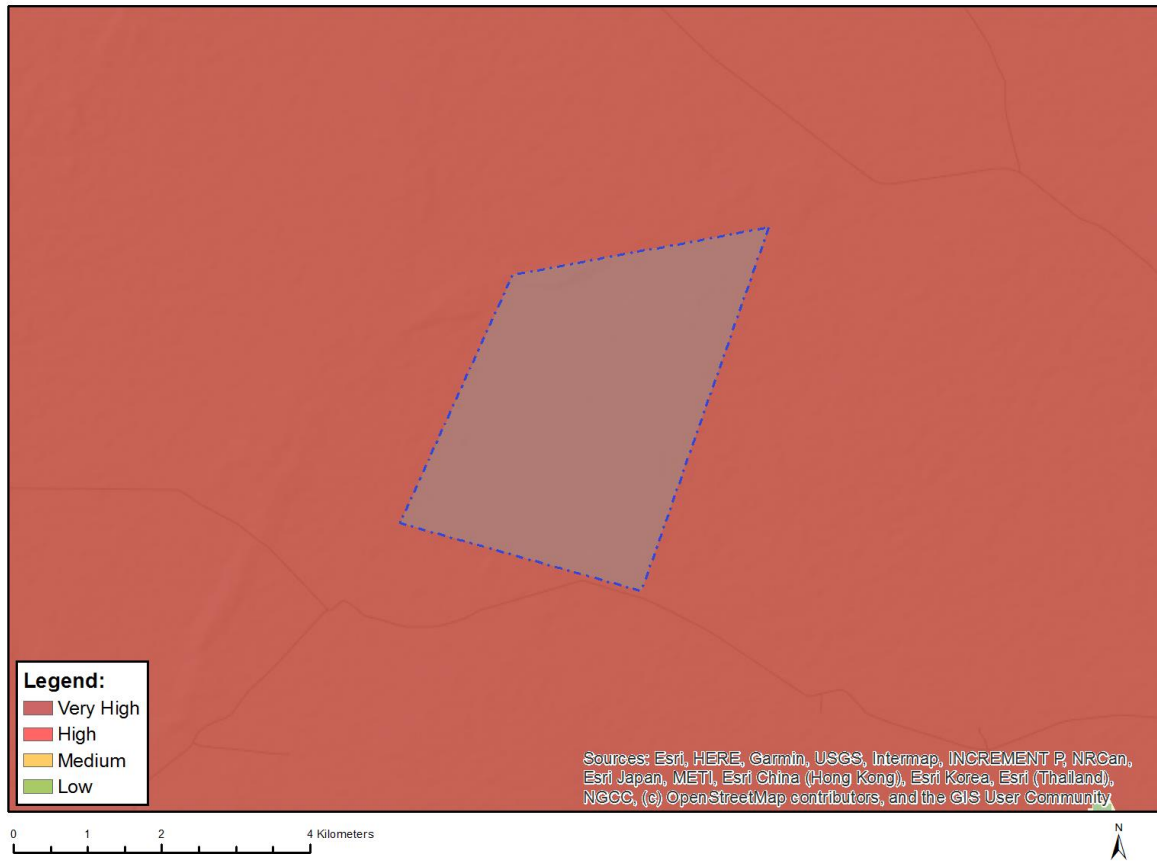 Legend:
Very High
High
Medium
Low
Sources: Esri, HERE, Garmin, USGS, Intermap, INCREMENT P, NRCan,
Esri Japan, METI, Esri China (Hong Kong), Esri Korea, Esri (Thailand),
NGCC, (c) OpenStreetMap contributors, and the GIS User Community
0 1 2 4 Kilometers
N